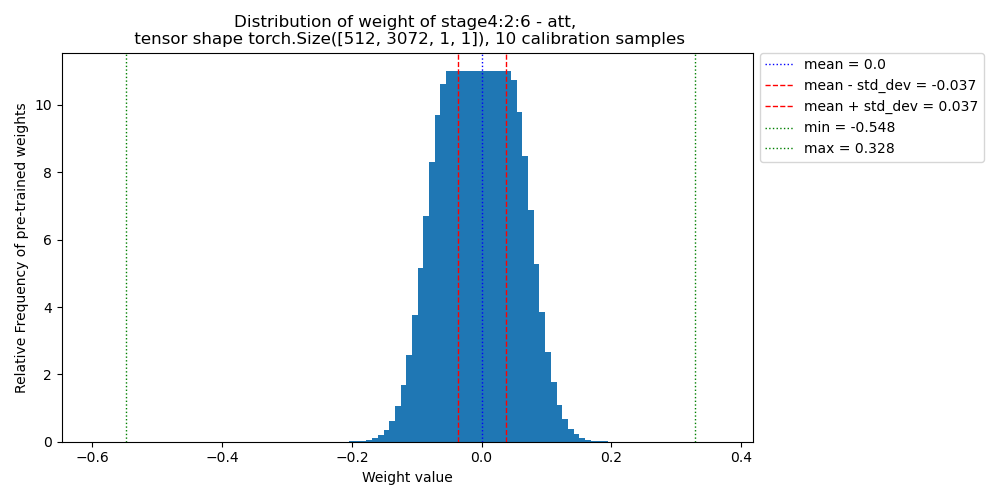 Distribution of weight of stage4:2:6 - att,
tensor shape torch.Size([512, 3072, 1, 1]), 10 calibration samples
mean = 0.0
mean - std_dev = -0.037
mean + std_dev = 0.037
min = -0.548
max = 0.328
Relative Frequency of pre-trained weights
10
8
6
4
2
0
−0.6 −0.4 −0.2 0.0 0.2 0.4
Weight value